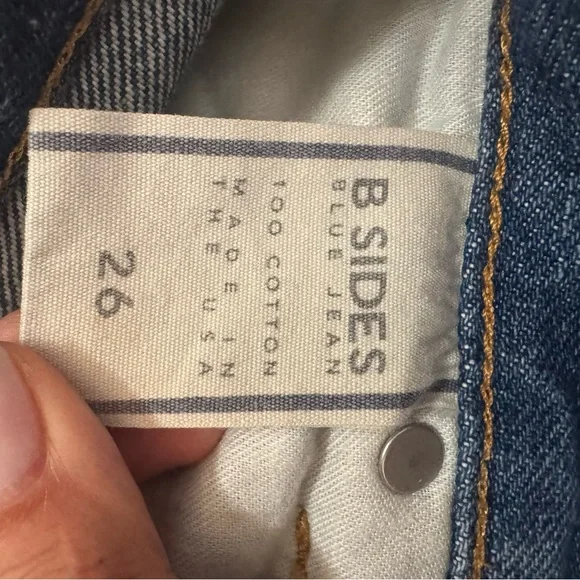 B SIDES
BLUE JEAN
100 COTTON
MADE IN
THE USA
26